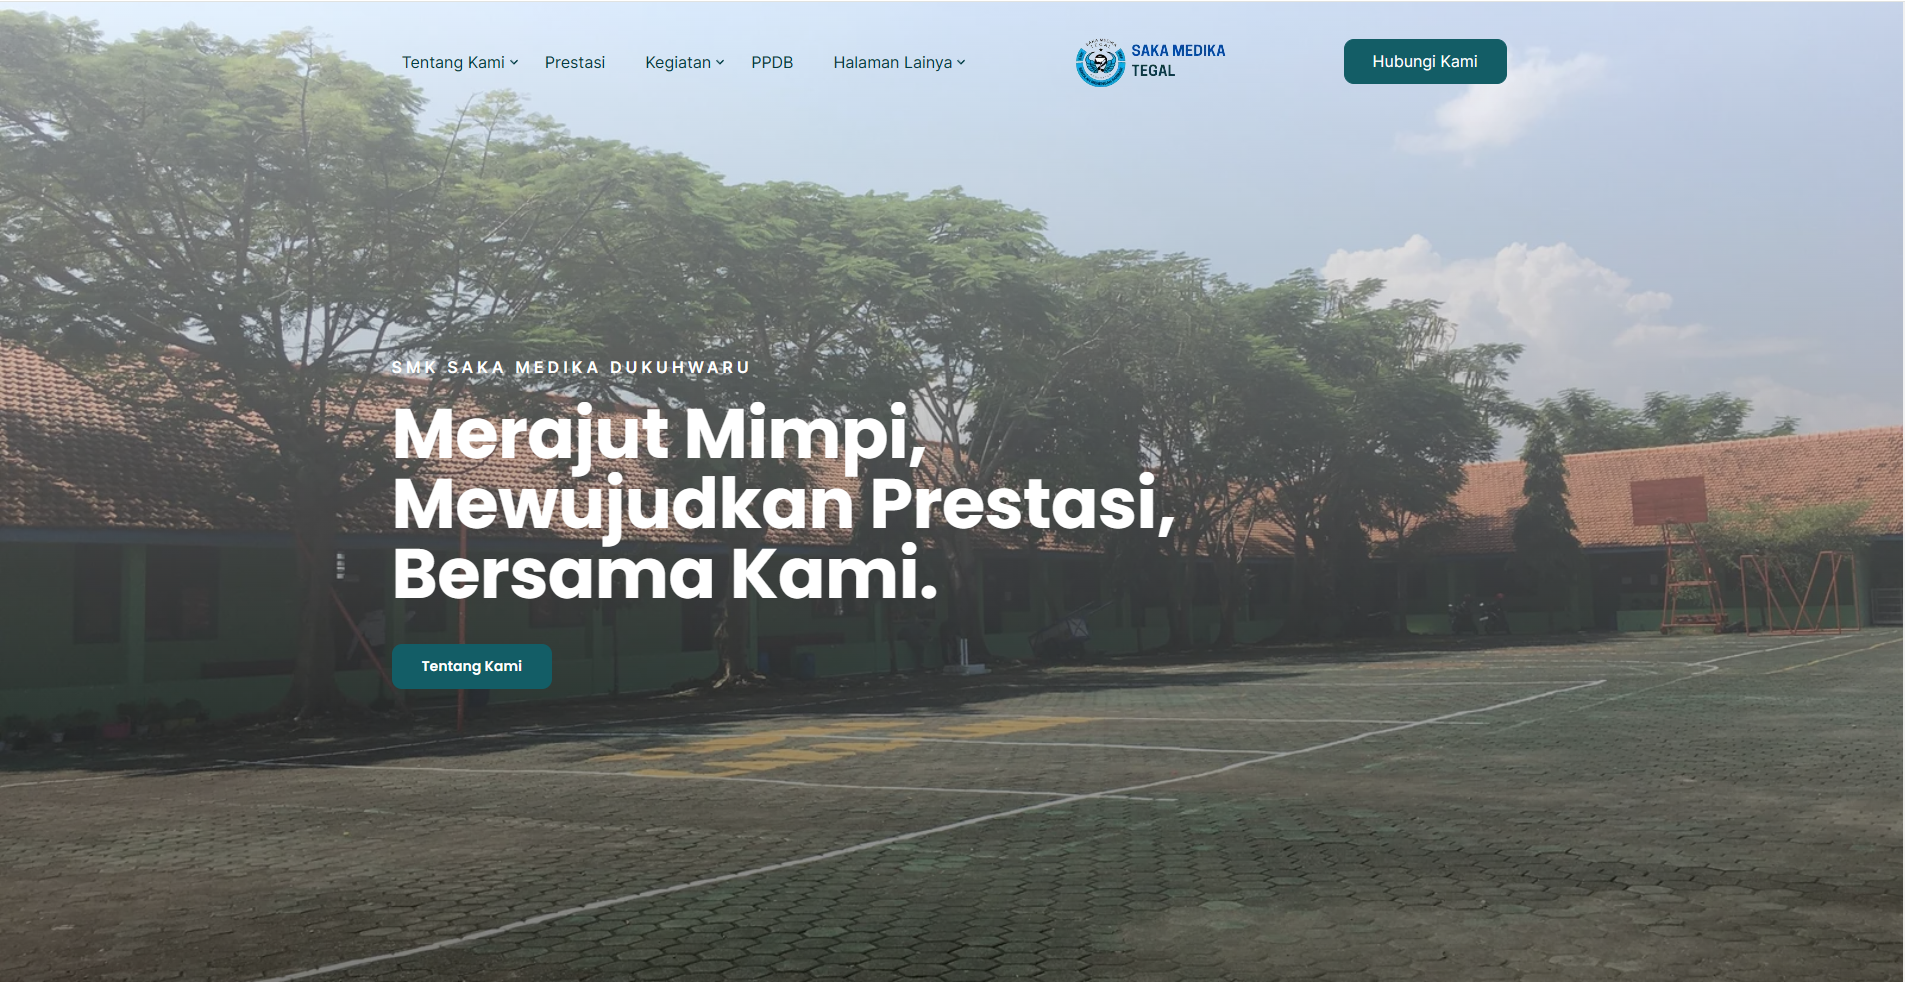 Tentang Kami
Prestasi
Kegiatan
PPDB
Halaman Lainya
SAKA MEDIKA
TEGAL
Hubungi Kami
SMK SAKA MEDIKA DUKUHWARU
Merajut Mimpi,
Mewujudkan Prestasi,
Bersama Kami.
Tentang Kami